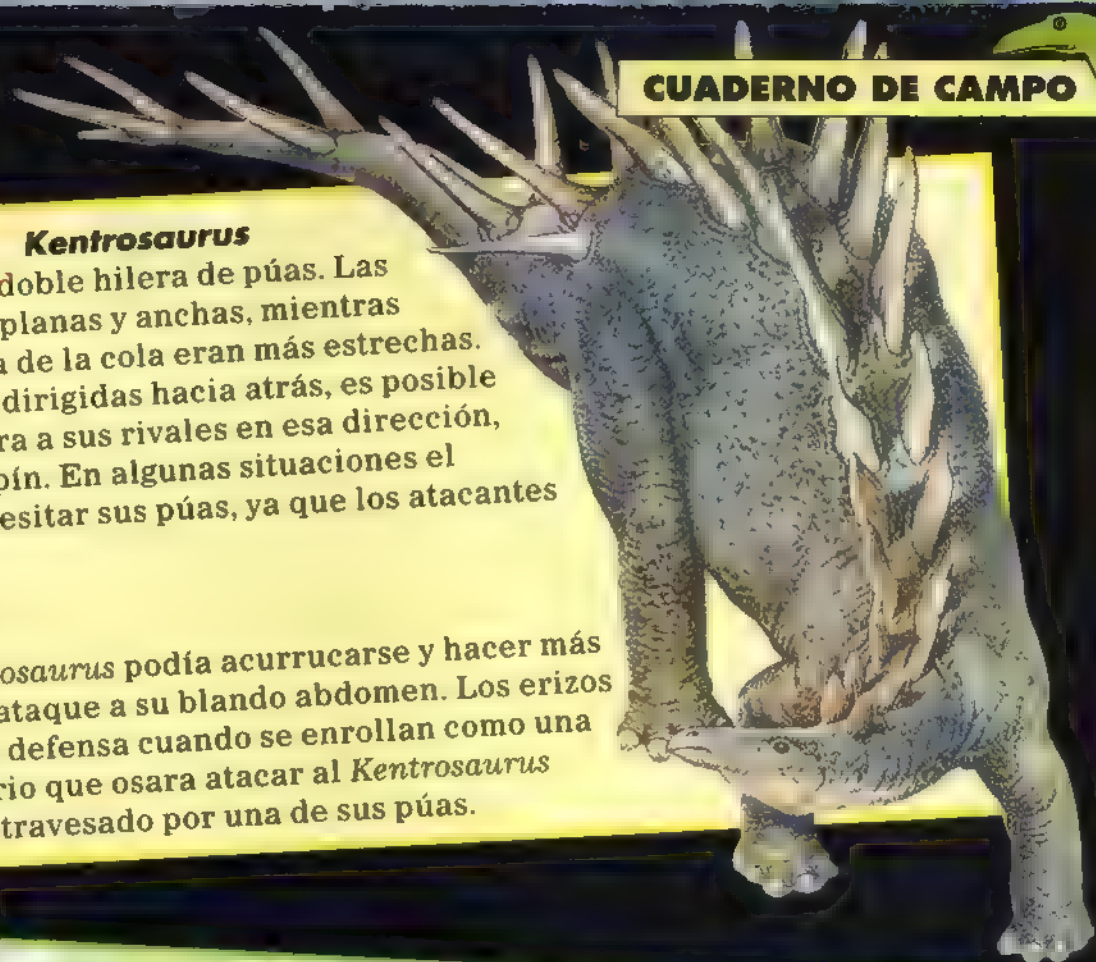 CUADERNO DE CAMPO
Kentrosaurus
doble hilera de púas. Las
planas y anchas, mientras
de la cola eran más estrechas.
dirigidas hacia atrás, es posible
ra a sus rivales en esa dirección,
pín. En algunas situaciones el
esitar sus púas, ya que los atacantes
osaurus podía acurrucarse y hacer más
ataque a su blando abdomen. Los erizos
defensa cuando se enrollan como una
rio que osara atacar al Kentrosaurus
travesado por una de sus púas.